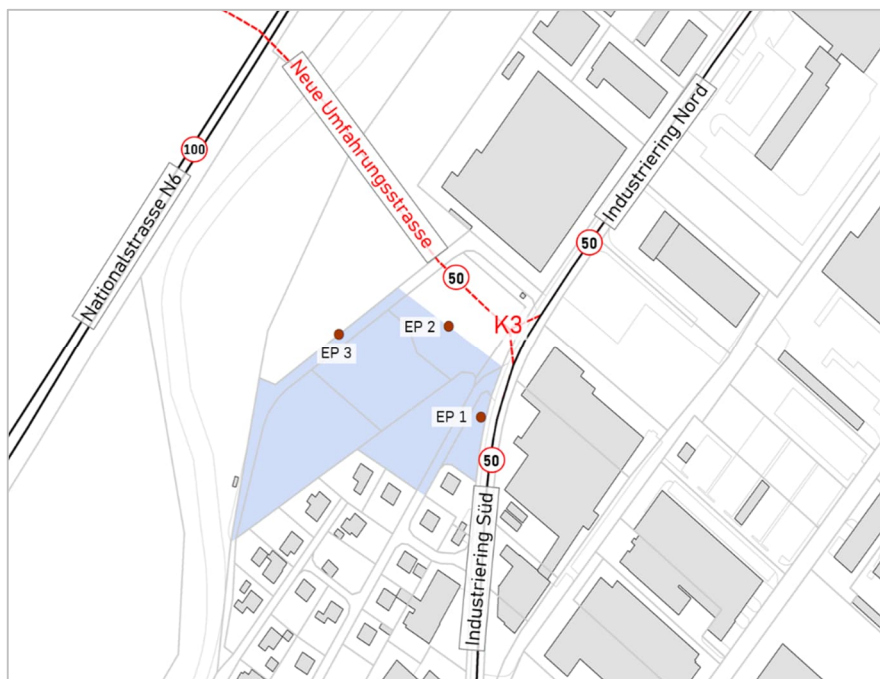 Neue Umfahrungsstrasse
Industriering Nord
100
Nationalstrasse N6
50
50
K3
EP 2
EP 3
EP 1
50
Industriering Süd